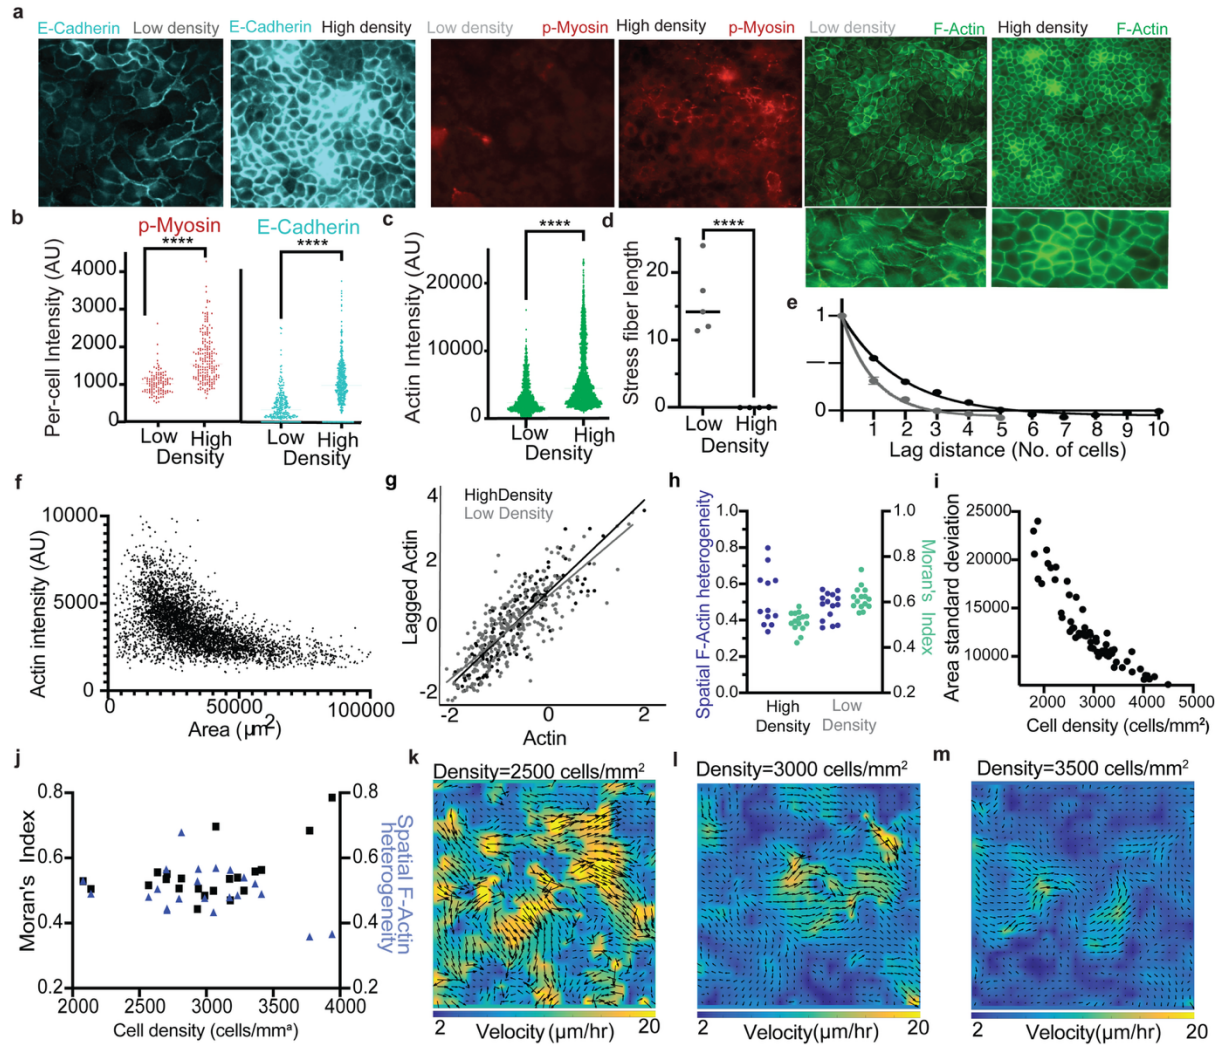 a
E-Cadherin Low density E-Cadherin High density Low density p-Myosin High density p-Myosin Low density F-Actin High density F-Actin
b
p-Myosin E-Cadherin
****
****
Per-cell Intensity (AU)
4000
3000
2000
1000
0
Low High Low High
Density Density
c
****
Actin Intensity (AU)
20000
10000
0
Low High
Density
d
****
Stress fiber length
20
10
0
Low High
Density
e
1
0
1 2 3 4 5 6 7 8 9 10
Lag distance (No. of cells)
f
Actin intensity (AU)
10000
5000
0
0 50000 100000
Area (µm²)
g
HighDensity
Low Density
Lagged Actin
4
2
0
-2
-2 0 2
Actin
h
Spatial F-Actin heterogeneity
1.0
0.8
0.6
0.4
0.2
0.0
1.0
0.8
0.6
0.4
0.2
Moran's Index
High Low
Density Density
i
Area standard deviation
25000
20000
15000
10000
2000 3000 4000 5000
Cell density (cells/mm²)
j
Moran's Index
0.8
0.6
0.4
0.2
0.8
0.6
0.4
0.2
Spatial F-Actin
heterogeneity
2000 2500 3000 3500 4000
Cell density (cells/mmª)
k
Density=2500 cells/mm²
2 Velocity(µm/hr) 20
l
Density=3000 cells/mm²
2 Velocity(µm/hr) 20
m
Density=3500 cells/mm²
2 Velocity(µm/hr) 20